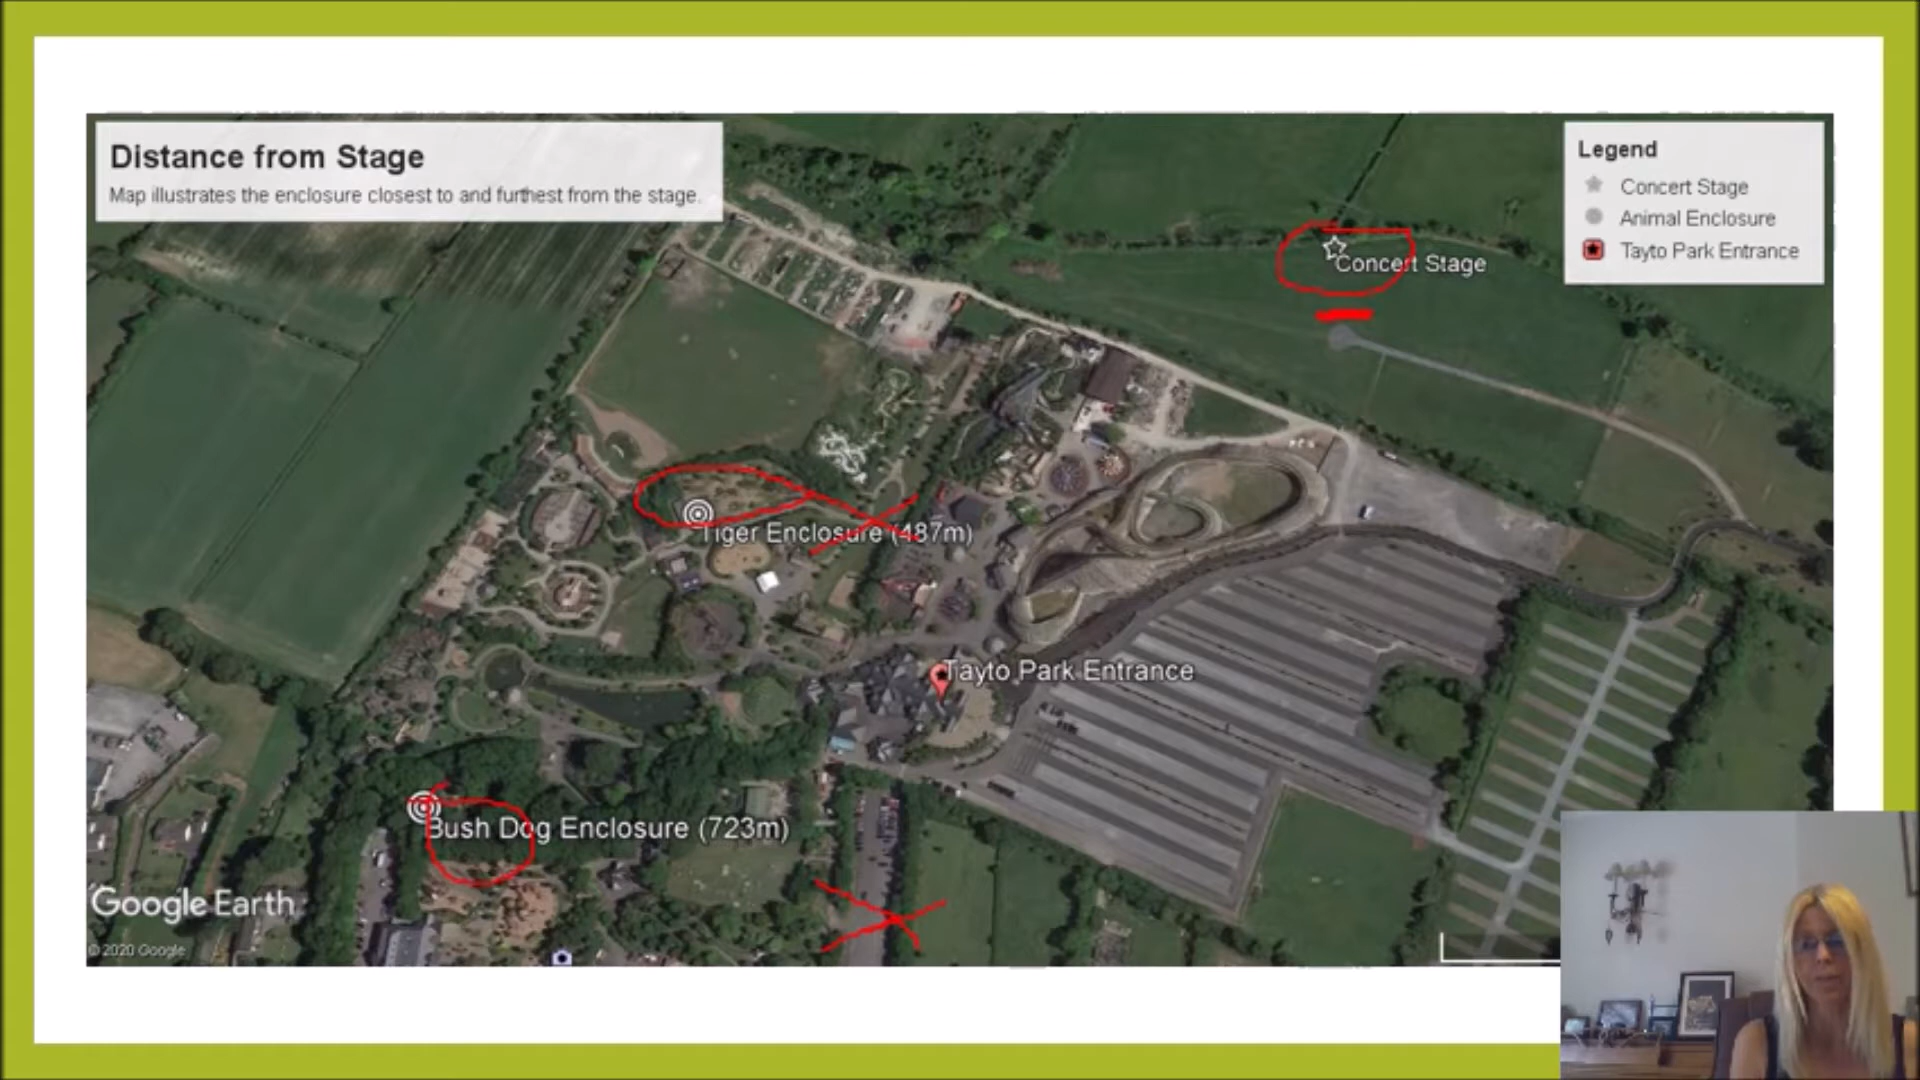 Distance from Stage
Map illustrates the enclosure closest to and furthest from the stage.
Legend
Concert Stage
Animal Enclosure
Tayto Park Entrance
Concert Stage
Tiger Enclosure (487m)
Tayto Park Entrance
Bush Dog Enclosure (723m)
Google Earth
© 2020 Google